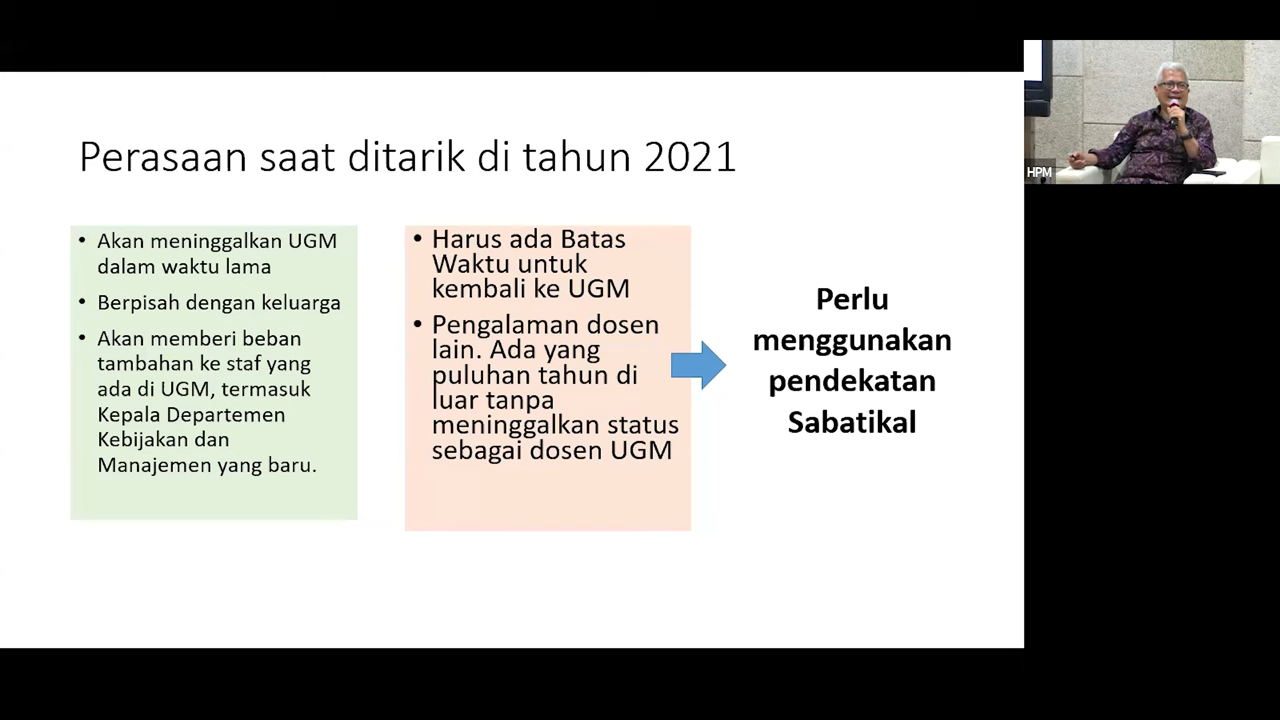 Perasaan saat ditarik di tahun 2021
• Akan meninggalkan UGM
dalam waktu lama
• Berpisah dengan keluarga
• Akan memberi beban
tambahan ke staf yang
ada di UGM, termasuk
Kepala Departemen
Kebijakan dan
Manajemen yang baru.
• Harus ada Batas
Waktu untuk
kembali ke UGM
• Pengalaman dosen
lain. Ada yang
puluhan tahun di
luar tanpa
meninggalkan status
sebagai dosen UGM
Perlu
menggunakan
pendekatan
Sabatikal
HPM